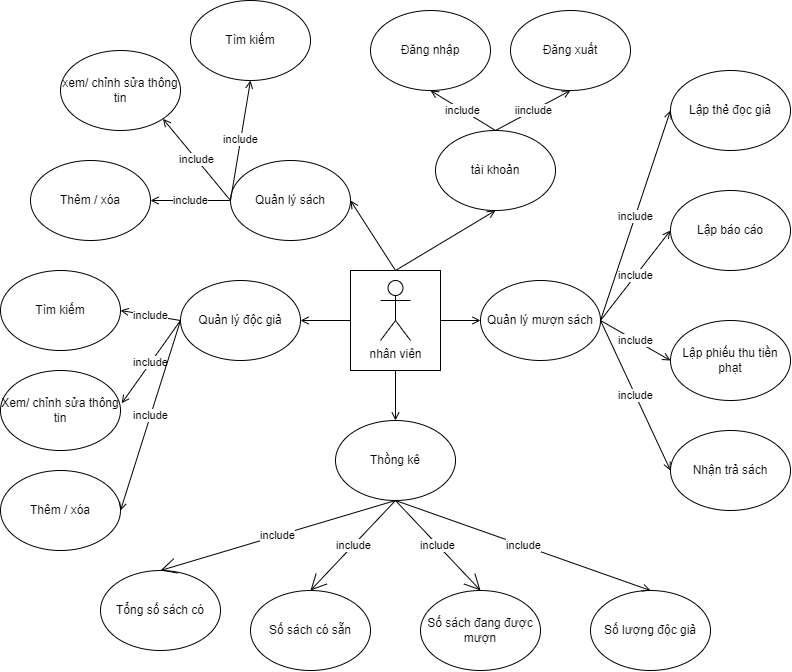 Tìm kiếm
Đăng nhập
Đăng xuất
xem/ chỉnh sửa thông
tin
include
include
iinclude
Lập thẻ đọc giả
include
include
tài khoản
Thêm / xóa
include
Quản lý sách
include
Lập báo cáo
include
Tìm kiếm
include
Quản lý độc giả
nhân viên
Quản lý mượn sách
include
Lập phiếu thu tiền
phạt
include
Xem/ chỉnh sửa thông
tin
include
include
Thồng kê
Nhận trả sách
Thêm / xóa
include
include
include
include
Tổng số sách có
Số sách có sẵn
Số sách đang được
mượn
Số lượng độc giả